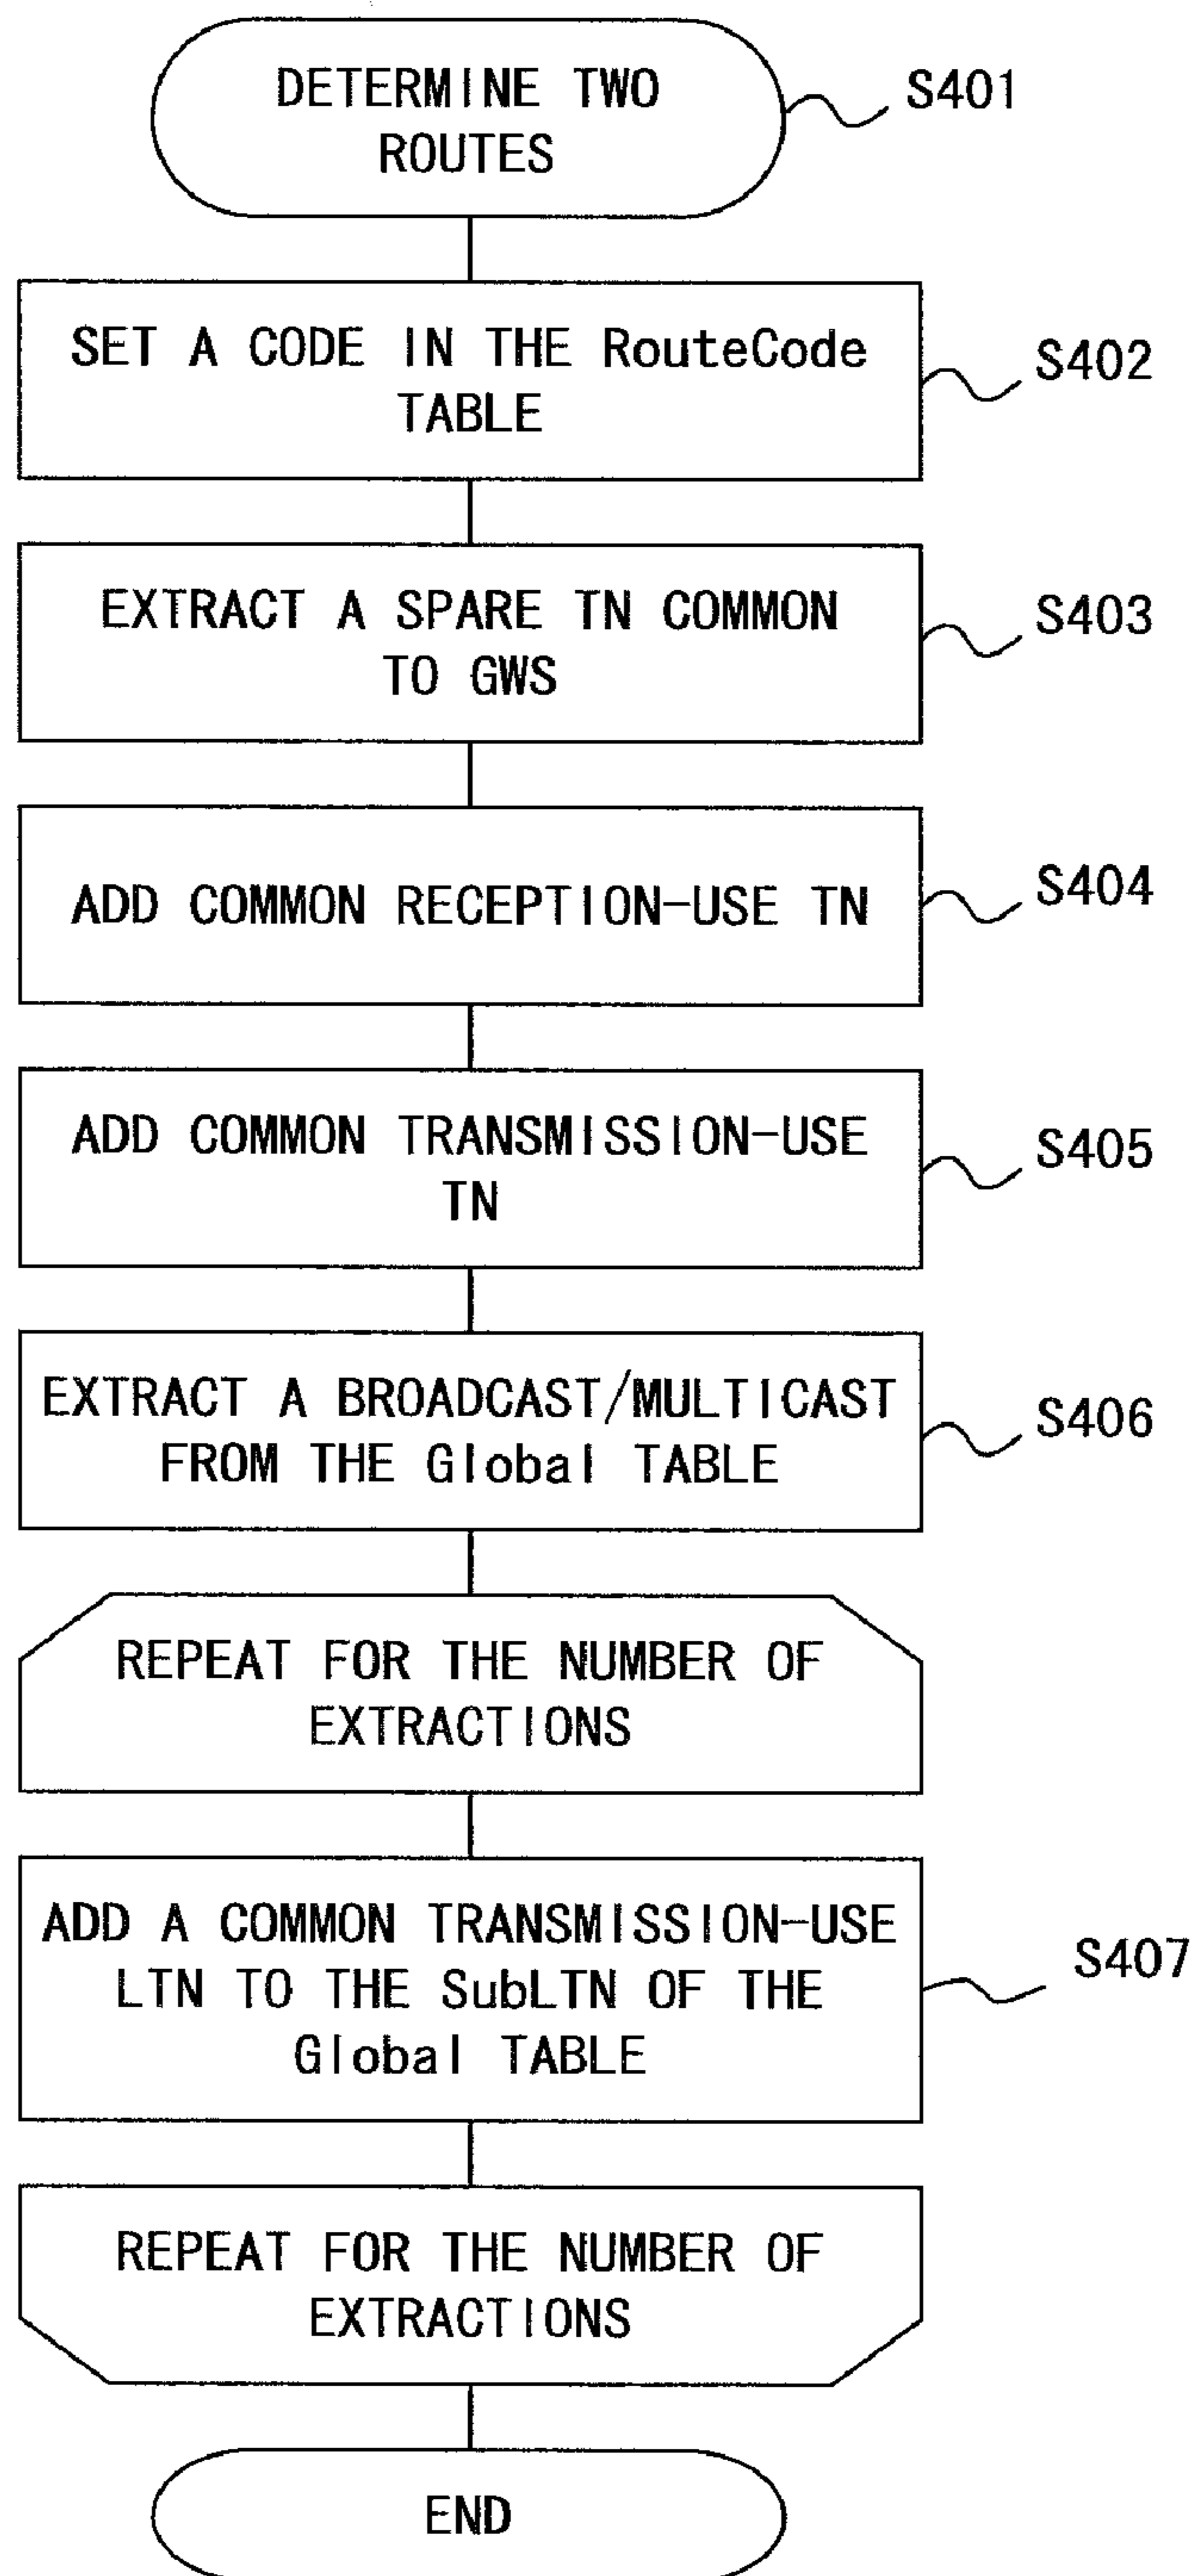 DETERMINE TWO
ROUTES
S401
SET A CODE IN THE RouteCode
TABLE
S402
EXTRACT A SPARE TN COMMON
TO GWS
S403
ADD COMMON RECEPTION-USE TN
S404
ADD COMMON TRANSMISSION-USE
TN
S405
EXTRACT A BROADCAST/MULTICAST
FROM THE Global TABLE
S406
REPEAT FOR THE NUMBER OF
EXTRACTIONS
ADD A COMMON TRANSMISSION-USE
LTN TO THE SubLTN OF THE
Global TABLE
S407
REPEAT FOR THE NUMBER OF
EXTRACTIONS
END